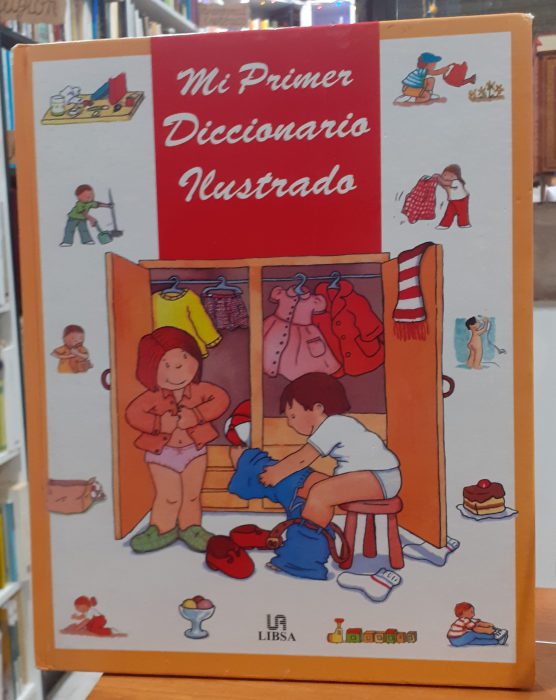 Mi Primer
Diccionario
Ilustrado
LIBSA